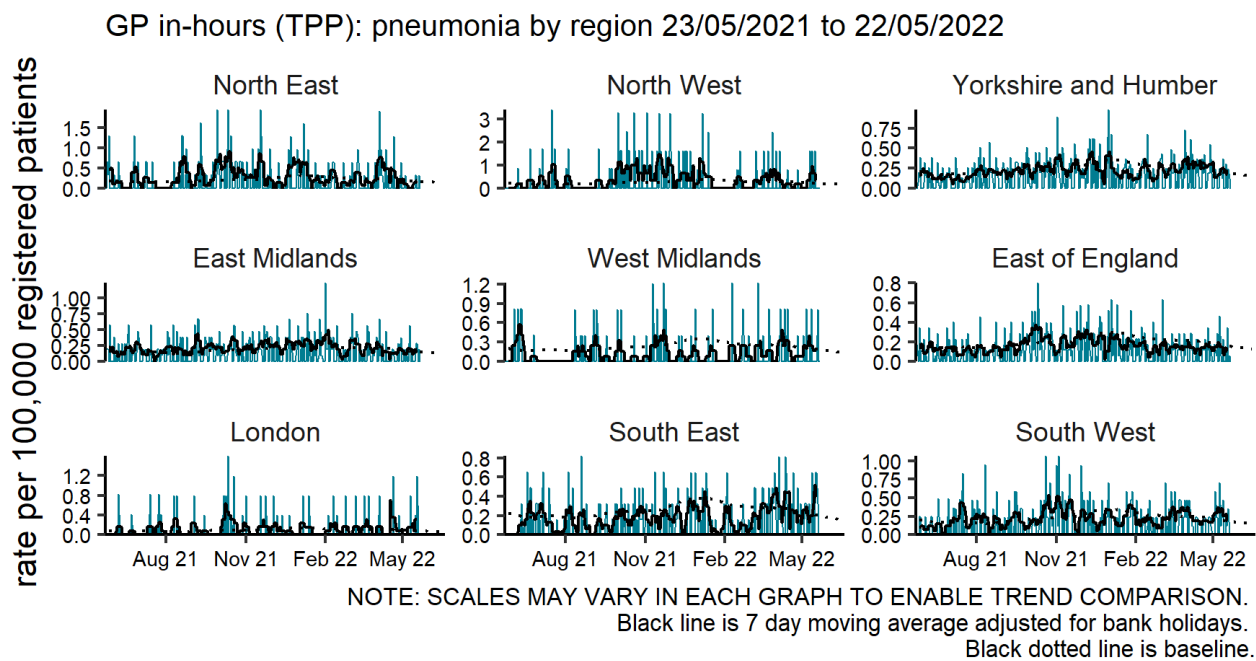 GP in-hours (TPP): pneumonia by region 23/05/2021 to 22/05/2022
rate per 100,000 registered patients
North East
1.5
1.0
0.5
0.0
North West
3
2
1
0
Yorkshire and Humber
0.75
0.50
0.25
0.00
East Midlands
1.00
0.75
0.50
0.25
0.00
West Midlands
1.2
0.9
0.6
0.3
0.0
East of England
0.8
0.6
0.4
0.2
0.0
London
1.2
0.8
0.4
0.0
South East
0.8
0.6
0.4
0.2
0.0
South West
1.00
0.75
0.50
0.25
0.00
Aug 21 Nov 21 Feb 22 May 22
Aug 21 Nov 21 Feb 22 May 22
Aug 21 Nov 21 Feb 22 May 22
NOTE: SCALES MAY VARY IN EACH GRAPH TO ENABLE TREND COMPARISON.
Black line is 7 day moving average adjusted for bank holidays.
Black dotted line is baseline.